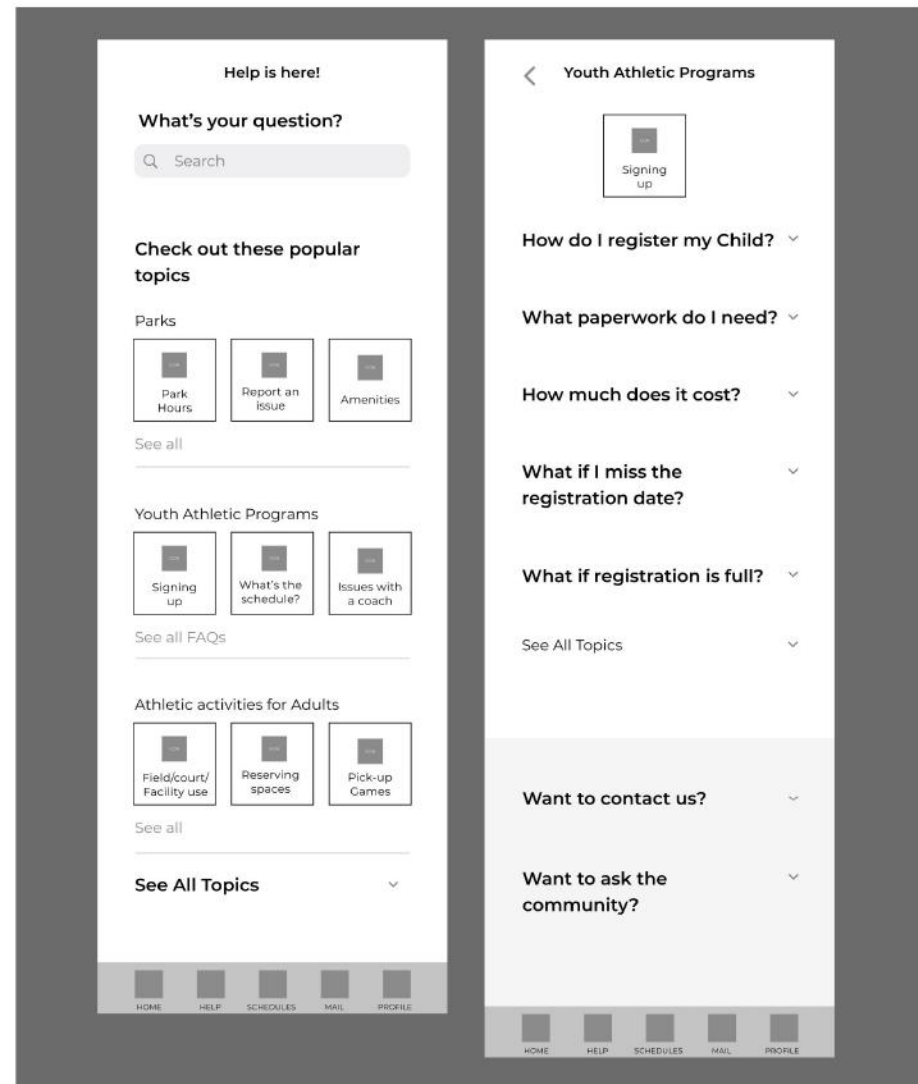 Help is here!
What's your question?
Search
Check out these popular
topics
Parks
Park
Hours
Report an
issue
Amenities
See all
Youth Athletic Programs
Signing
up
What's the
schedule?
Issues with
a coach
See all FAQs
Athletic activities for Adults
Field/court/
Facility use
Reserving
spaces
Pick-up
Games
See all
See All Topics
HOME
HELP
SCHEDULES
MAIL
PROFILE
Youth Athletic Programs
Signing
up
How do I register my Child?
What paperwork do I need?
How much does it cost?
What if I miss the
registration date?
What if registration is full?
See All Topics
Want to contact us?
Want to ask the
community?
HOME
HELP
SCHEDULES
MAIL
PROFILE